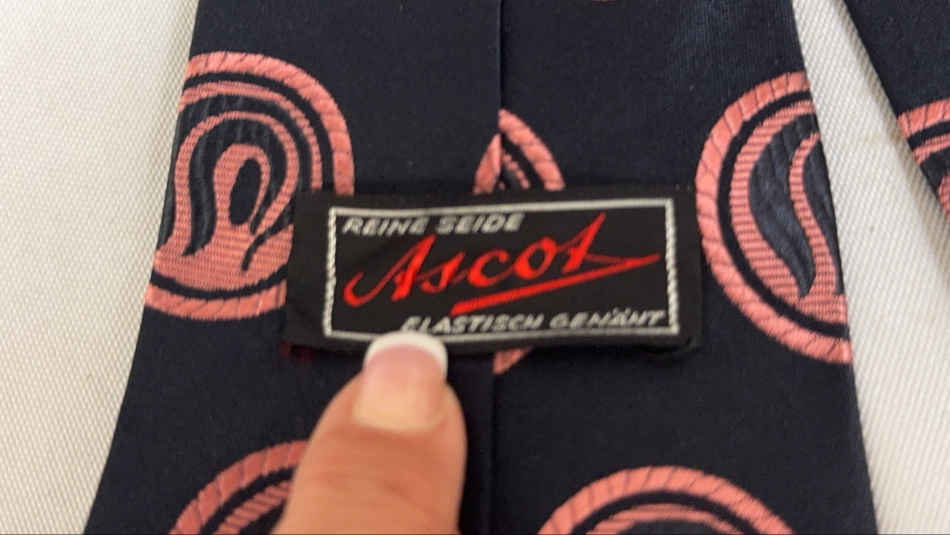 REINE SEIDE
Ascot
ELASTISCH GENÄHT